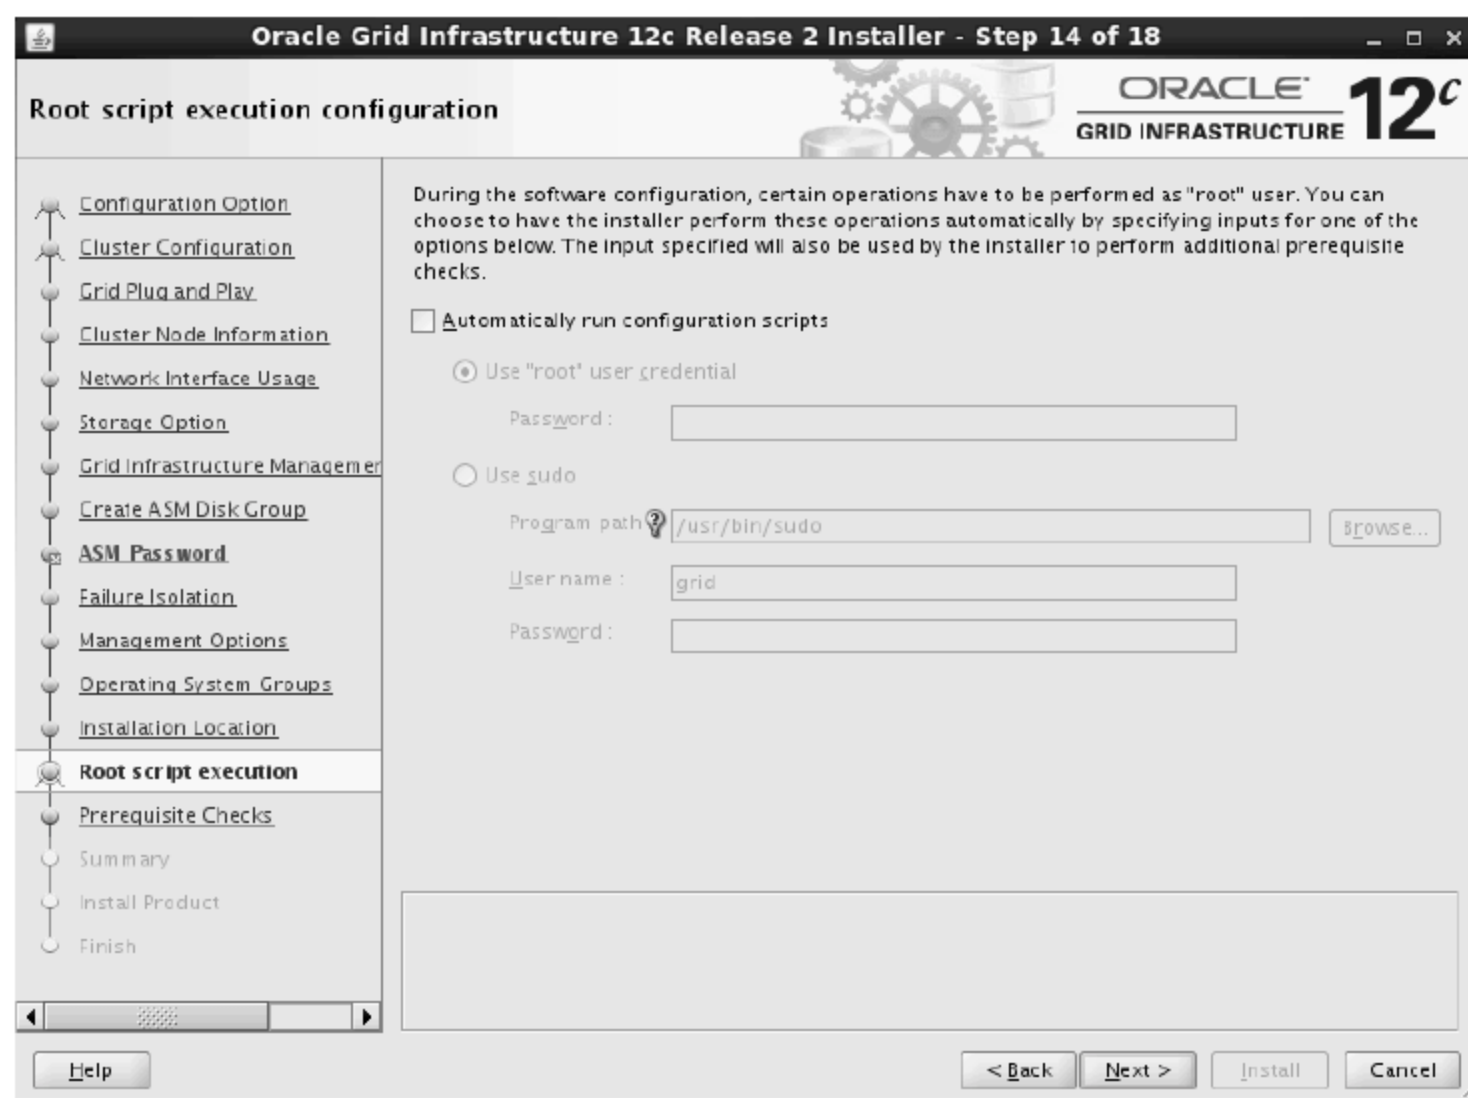 Oracle Grid Infrastructure 12c Release 2 Installer - Step 14 of 18
Root script execution configuration
ORACLE
GRID INFRASTRUCTURE
12c
Configuration Option
Cluster Configuration
Grid Plug and Play
Cluster Node Information
Network Interface Usage
Storage Option
Grid Infrastructure Managemer
Create ASM Disk Group
ASM Password
Failure Isolation
Management Options
Operating System Groups
Installation Location
Root script execution
Prerequisite Checks
Summary
Install Product
Finish
During the software configuration, certain operations have to be performed as "root" user. You can
choose to have the installer perform these operations automatically by specifying inputs for one of the
options below. The input specified will also be used by the installer to perform additional prerequisite
checks.
Automatically run configuration scripts
Use "root" user credential
Password :
Use sudo
Program path
/usr/bin/sudo
Browse...
User name :
grid
Password :
Help
< Back
Next >
Install
Cancel